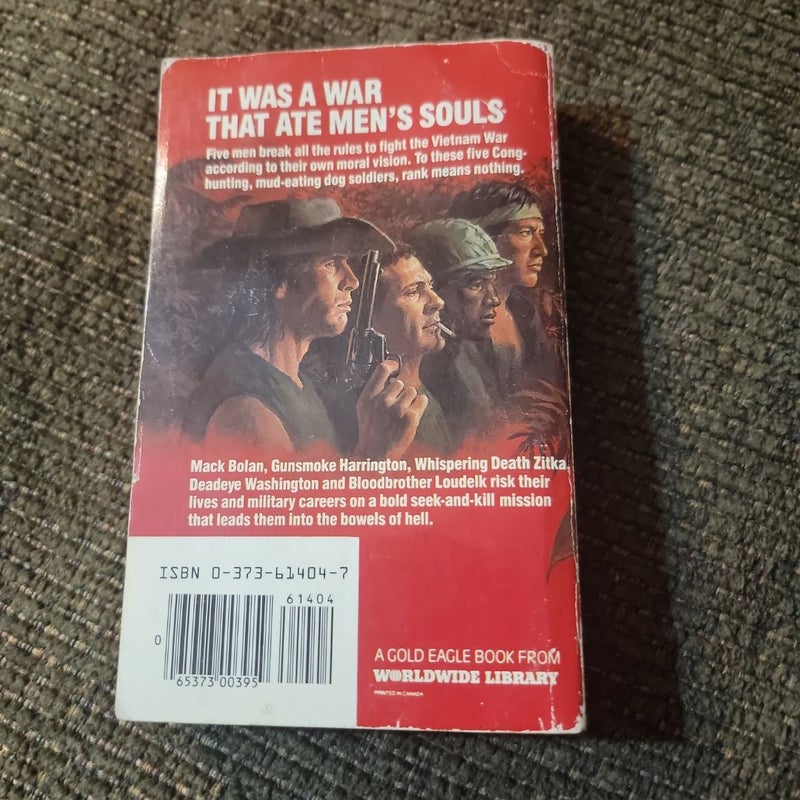 IT WAS A WAR
THAT ATE MEN'S SOULS
Five men break all the rules to fight the Vietnam War
according to their own moral vision. To these five Cong-
hunting, mud-eating dog soldiers, rank means nothing.
Mack Bolan, Gunsmoke Harrington, Whispering Death Zitka,
Deadeye Washington and Bloodbrother Loudelk risk their
lives and military careers on a bold seek-and-kill mission
that leads them into the bowels of hell.
ISBN 0-373-61404-7
61404
0
65373 00395
A GOLD EAGLE BOOK FROM
WORLDWIDE LIBRARY
PRINTED IN CANADA